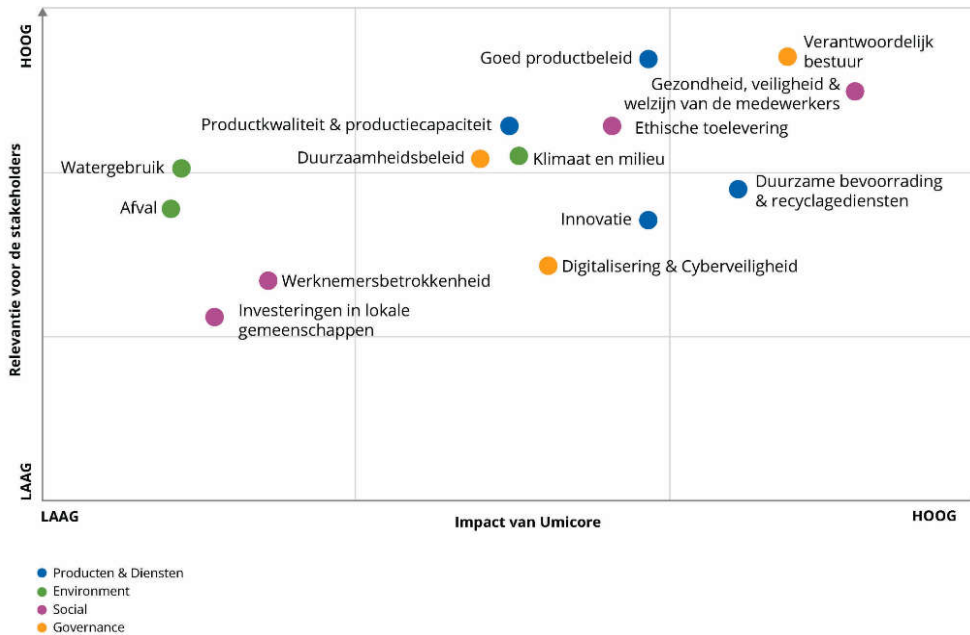 HOOG
Relevantie voor de stakeholders
LAAG
Goed productbeleid
Verantwoordelijk
bestuur
Gezondheid, veiligheid &
welzijn van de medewerkers
Productkwaliteit & productiecapaciteit
Ethische toelevering
Duurzaamheidsbeleid
Klimaat en milieu
Watergebruik
Duurzame bevoorrading
& recyclagediensten
Afval
Innovatie
Digitalisering & Cyberveiligheid
Werknemersbetrokkenheid
Investeringen in lokale
gemeenschappen
LAAG
Impact van Umicore
HOOG
Producten & Diensten
Environment
Social
Governance